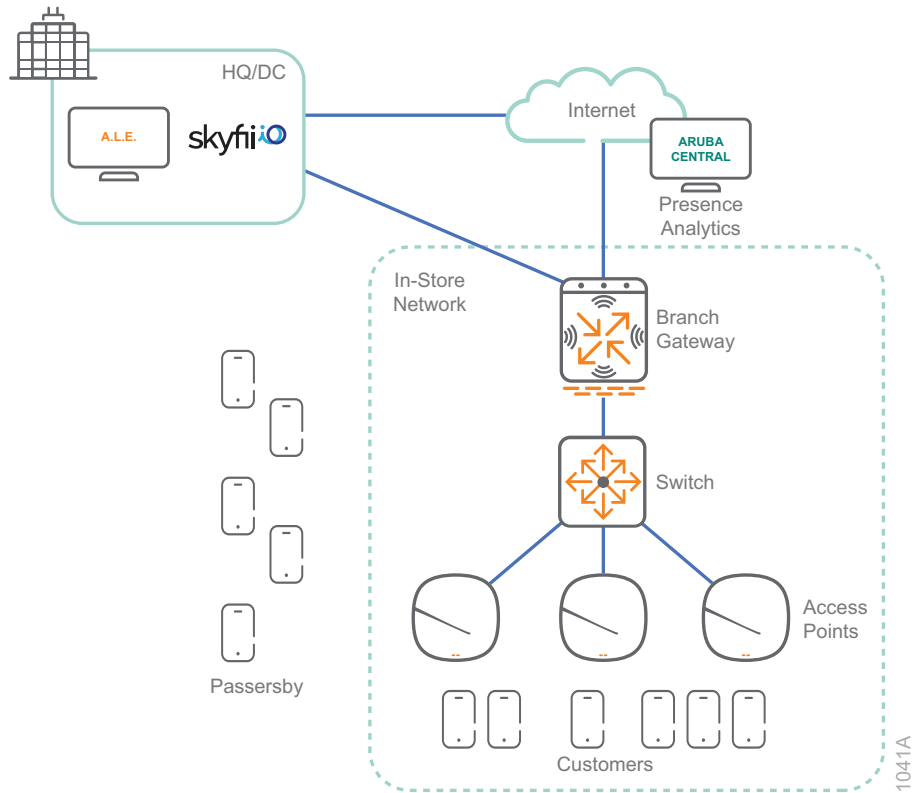 HQ/DC
A.L.E.
skyfii iO
Internet
ARUBA
CENTRAL
Presence
Analytics
In-Store
Network
Branch
Gateway
Switch
Access
Points
Passersby
Customers
1041A